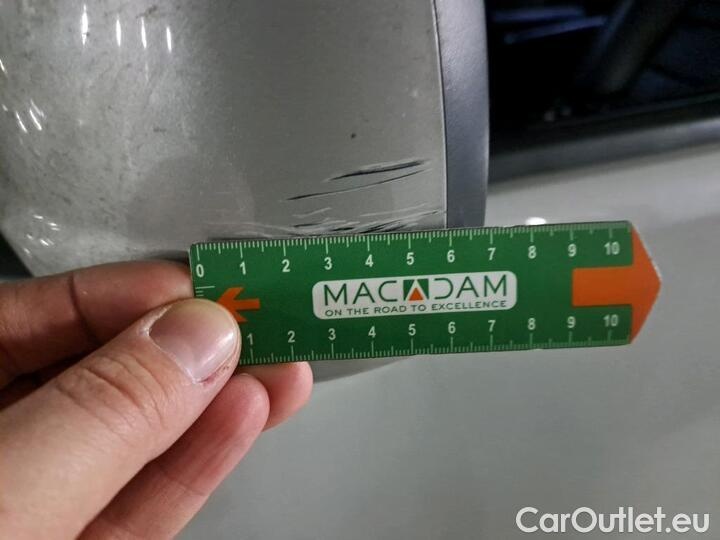 0 1 2 3 4 5 6 7 8 9 10
MACADAM
ON THE ROAD TO EXCELLENCE
1 2 3 4 5 6 7 8 9 10
CarOutlet.eu